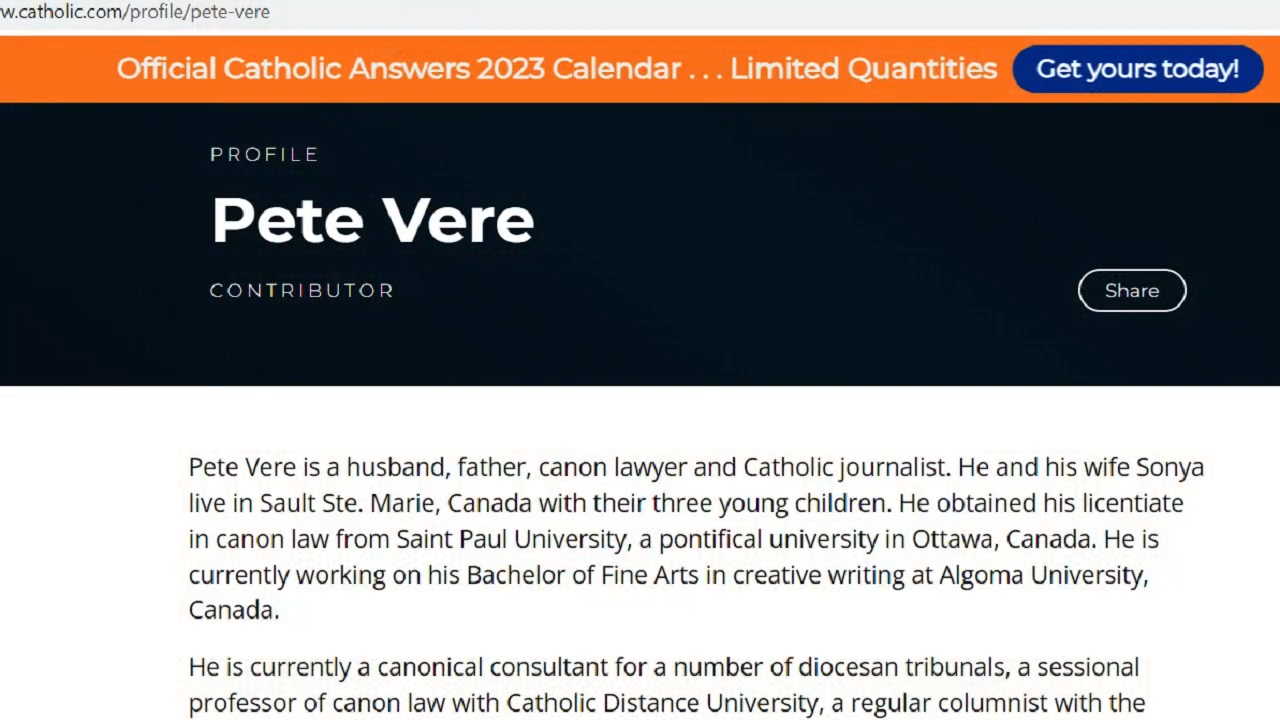 w.catholic.com/profile/pete-vere
Official Catholic Answers 2023 Calendar . . . Limited Quantities Get yours today!
PROFILE
Pete Vere
CONTRIBUTOR
Share
Pete Vere is a husband, father, canon lawyer and Catholic journalist. He and his wife Sonya
live in Sault Ste. Marie, Canada with their three young children. He obtained his licentiate
in canon law from Saint Paul University, a pontifical university in Ottawa, Canada. He is
currently working on his Bachelor of Fine Arts in creative writing at Algoma University,
Canada.
He is currently a canonical consultant for a number of diocesan tribunals, a sessional
professor of canon law with Catholic Distance University, a regular columnist with the